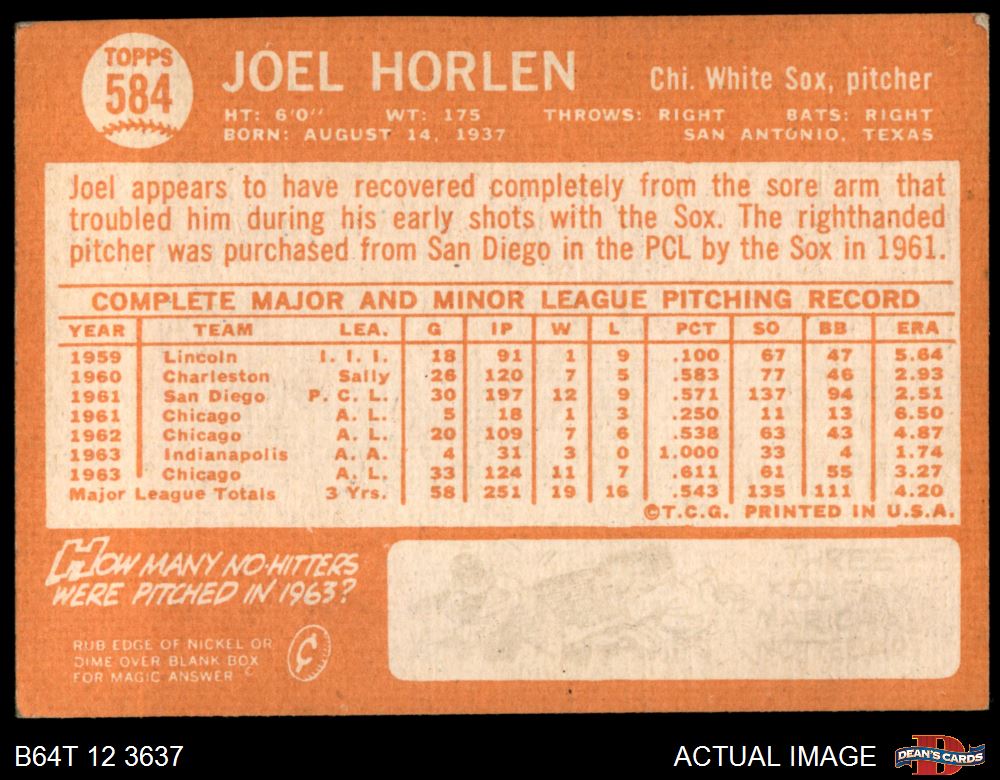 TOPPS
584
JOEL HORLEN
Chi. White Sox, pitcher
HT: 6'0" WT: 175 THROWS: RIGHT BATS: RIGHT
BORN: AUGUST 14, 1937 SAN ANTONIO, TEXAS
Joel appears to have recovered completely from the sore arm that
troubled him during his early shots with the Sox. The righthanded
pitcher was purchased from San Diego in the PCL by the Sox in 1961.
COMPLETE MAJOR AND MINOR LEAGUE PITCHING RECORD
YEAR TEAM LEA. G IP W L PCT SO BB ERA
1959 Lincoln I. I. I. 18 91 1 9 .100 67 47 5.64
1960 Charleston Sally 26 120 7 5 .583 77 46 2.93
1961 San Diego P. C. L. 30 197 12 9 .571 137 94 2.51
1961 Chicago A. L. 5 18 1 3 .250 11 13 6.50
1962 Chicago A. L. 20 109 7 6 .538 63 43 4.87
1963 Indianapolis A. A. 4 31 3 0 1.000 33 4 1.74
1963 Chicago A. L. 33 124 11 7 .611 61 55 3.27
Major League Totals 3 Yrs. 58 251 19 16 .543 135 111 4.20
©T.C.G. PRINTED IN U.S.A.
HOW MANY NO-HITTERS
WERE PITCHED IN 1963?
RUB EDGE OF NICKEL OR
DIME OVER BLANK BOX
FOR MAGIC ANSWER
¢
THREE
B64T 12 3637
ACTUAL IMAGE
DEAN'S CARDS